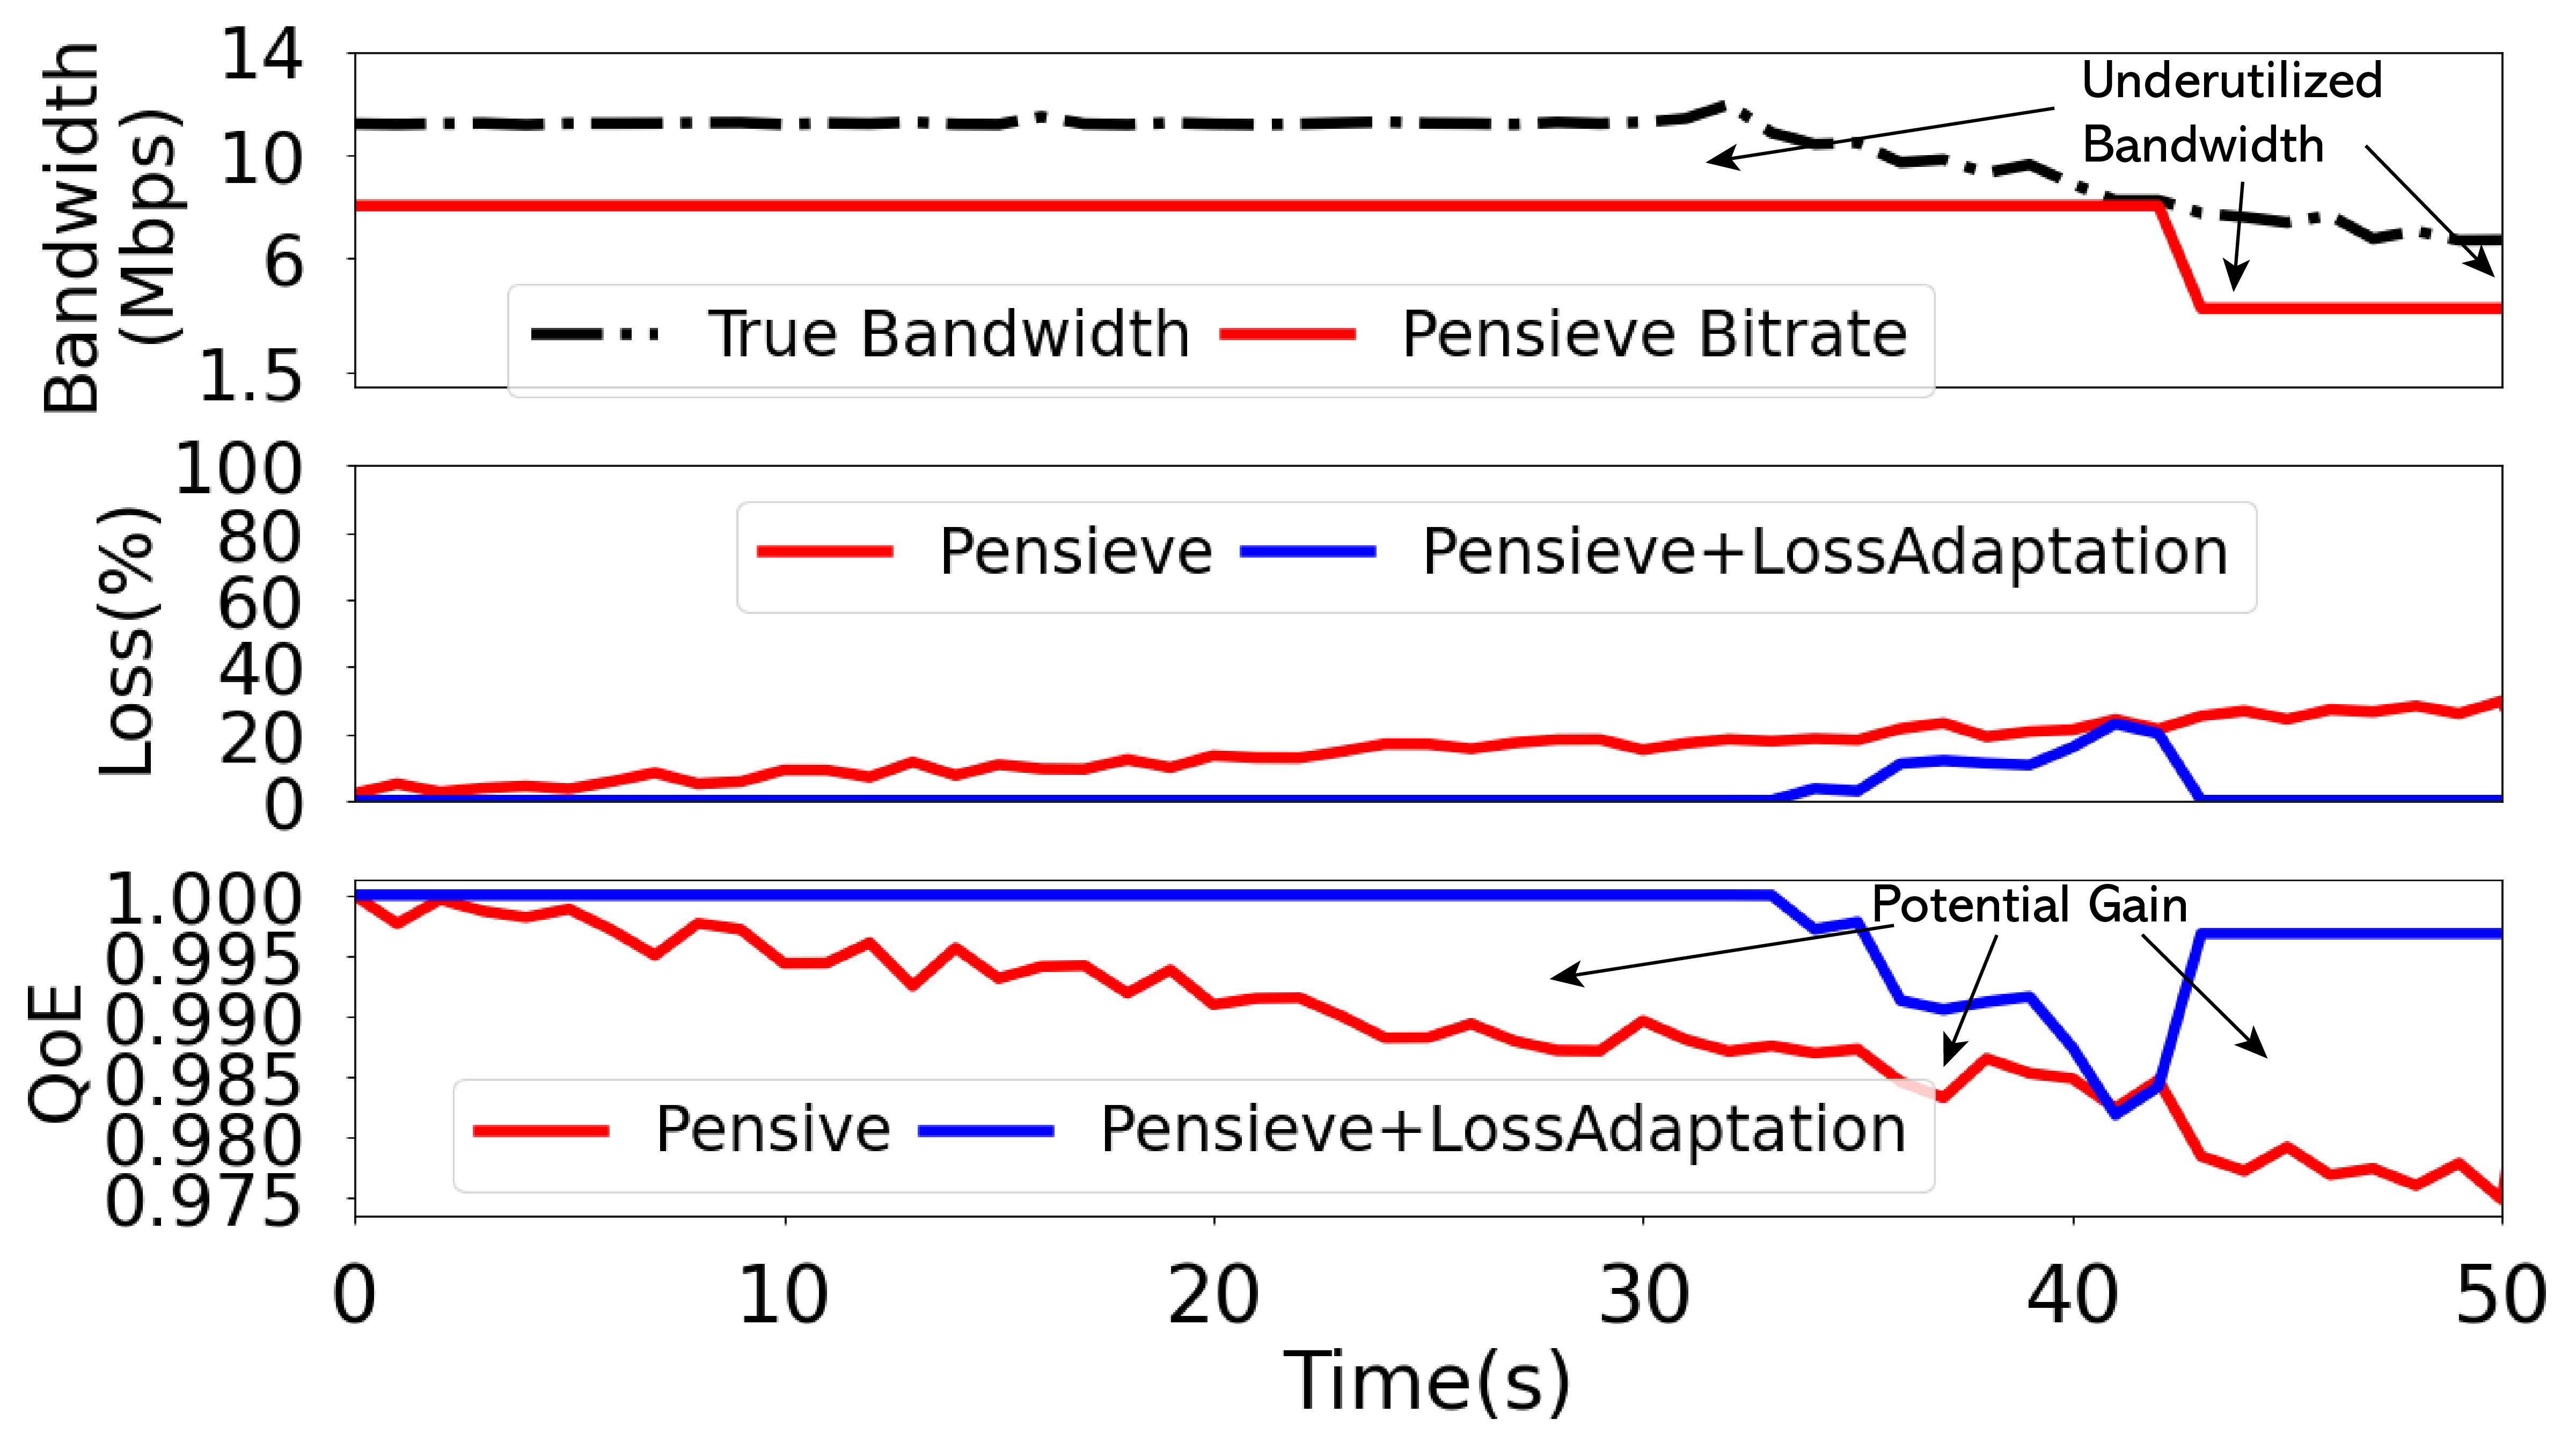 Bandwidth
(Mbps)
14
10
6
1.5
Underutilized
Bandwidth
True Bandwidth
Pensieve Bitrate
Loss(%)
100
80
60
40
20
0
Pensieve
Pensieve+LossAdaptation
QoE
1.000
0.995
0.990
0.985
0.980
0.975
Potential Gain
Pensive
Pensieve+LossAdaptation
0
10
20
30
40
50
Time(s)